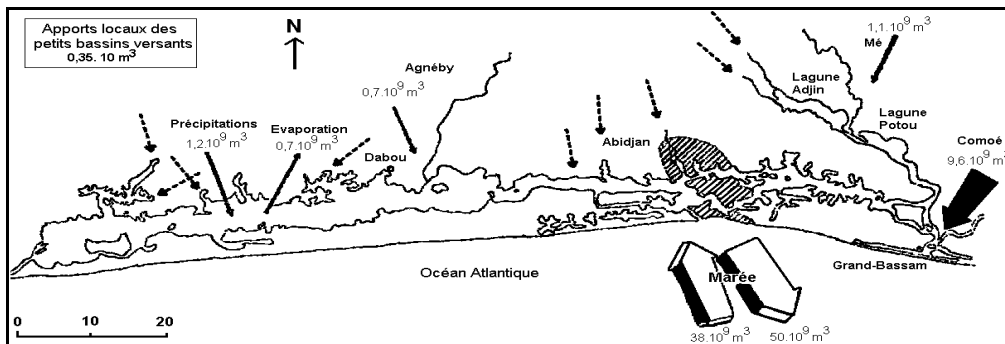 Apports locaux des
petits bassins versants
0,35. 10 m³
N
Agnéby
0,7.10⁹ m³
1,1.10⁹ m³
Mé
Lagune
Adjin
Lagune
Potou
Comoé
9,6.10⁹ m³
Précipitations
1,2.10⁹ m³
Evaporation
0,7.10⁹ m³
Dabou
Abidjan
Océan Atlantique
Marée
Grand-Bassam
38.10⁹ m³
50.10⁹ m³
0
10
20